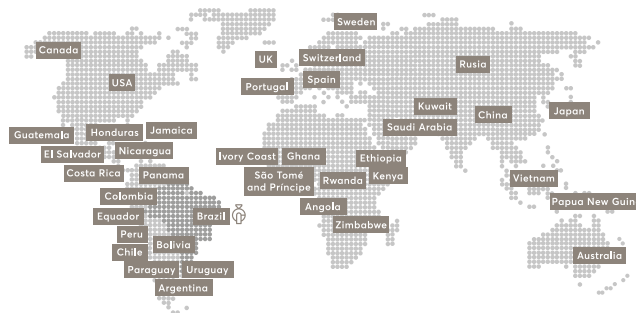 Sweden
Canada
UK
Switzerland
Rusia
USA
Spain
Portugal
Kuwait
China
Japan
Guatemala
Honduras
Jamaica
Saudi Arabia
El Salvador
Nicaragua
Ivory Coast
Ghana
Ethiopia
Costa Rica
Panama
São Tomé
and Príncipe
Rwanda
Kenya
Vietnam
Colombia
Angola
Papua New Guin
Equador
Brazil
Zimbabwe
Peru
Bolivia
Chile
Australia
Paraguay
Uruguay
Argentina